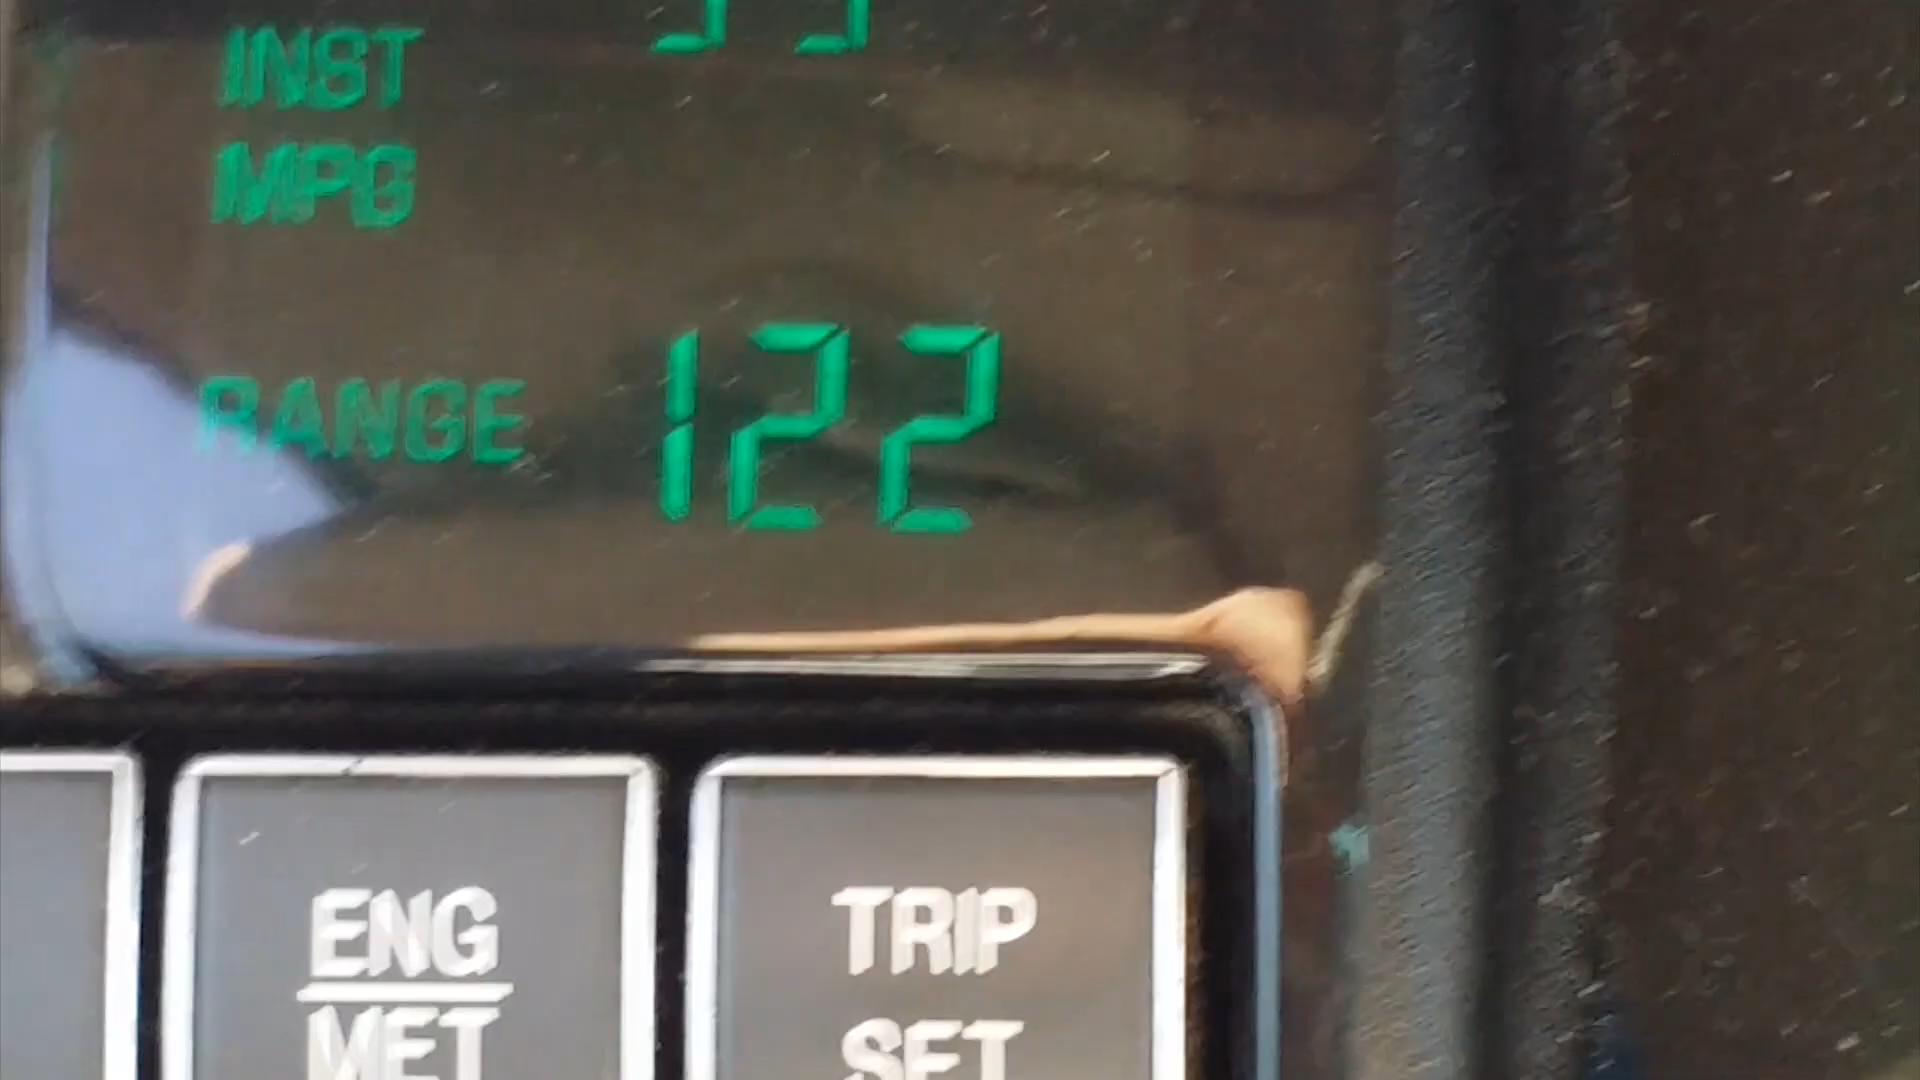 INST
MPG
RANGE 122
ENG
MET
TRIP
SET